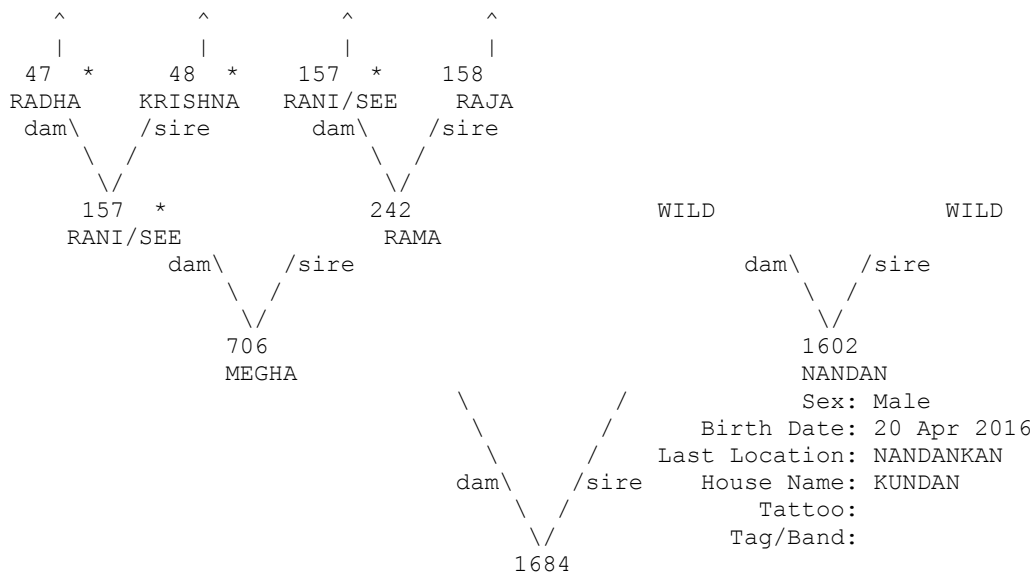 ^ ^ ^ ^
| | | |
47 * 48 * 157 * 158
RADHA KRISHNA RANI/SEE RAJA
dam\ /sire dam\ /sire
\ / \ /
\/ \/
157 * 242 WILD WILD
RANI/SEE RAMA
dam\ /sire dam\ /sire
\ / \ /
\/ \/
706 1602
MEGHA NANDAN
\ / Sex: Male
\ / Birth Date: 20 Apr 2016
\ / Last Location: NANDANKAN
dam\ /sire House Name: KUNDAN
\ / Tattoo:
\/ Tag/Band:
1684